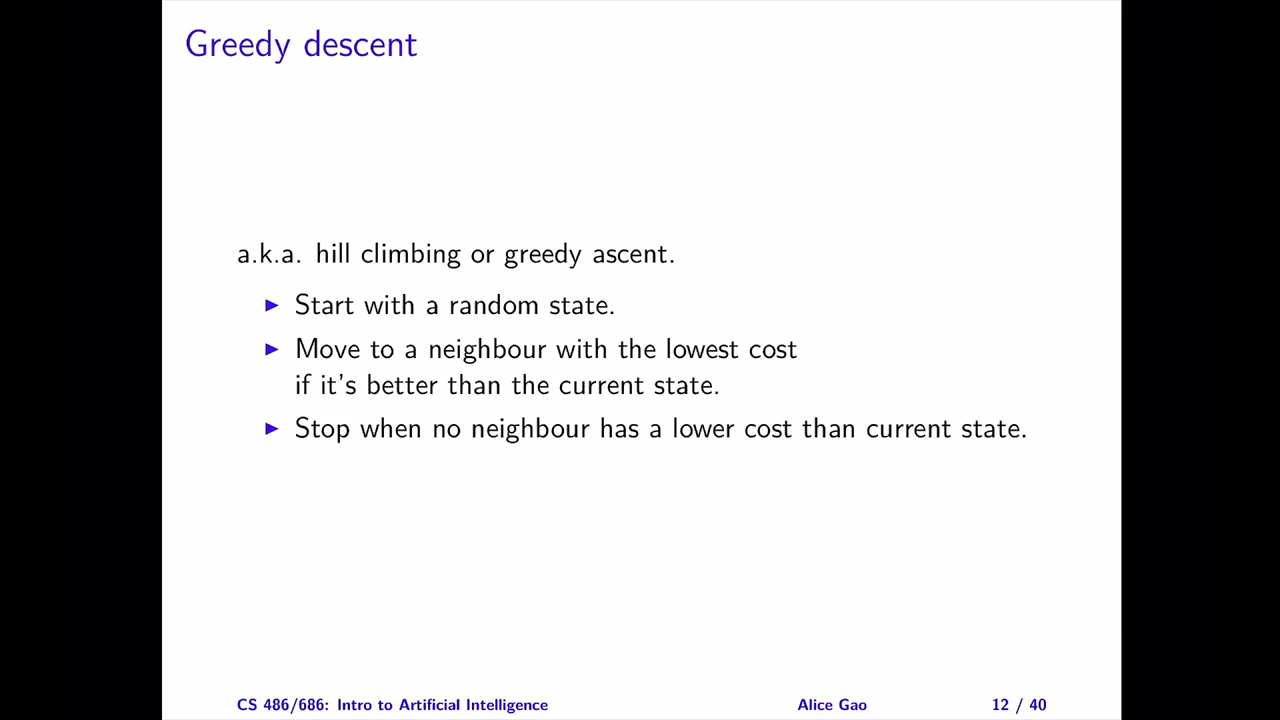 Greedy descent
a.k.a. hill climbing or greedy ascent.
Start with a random state.
Move to a neighbour with the lowest cost
if it's better than the current state.
Stop when no neighbour has a lower cost than current state.
CS 486/686: Intro to Artificial Intelligence Alice Gao 12 / 40